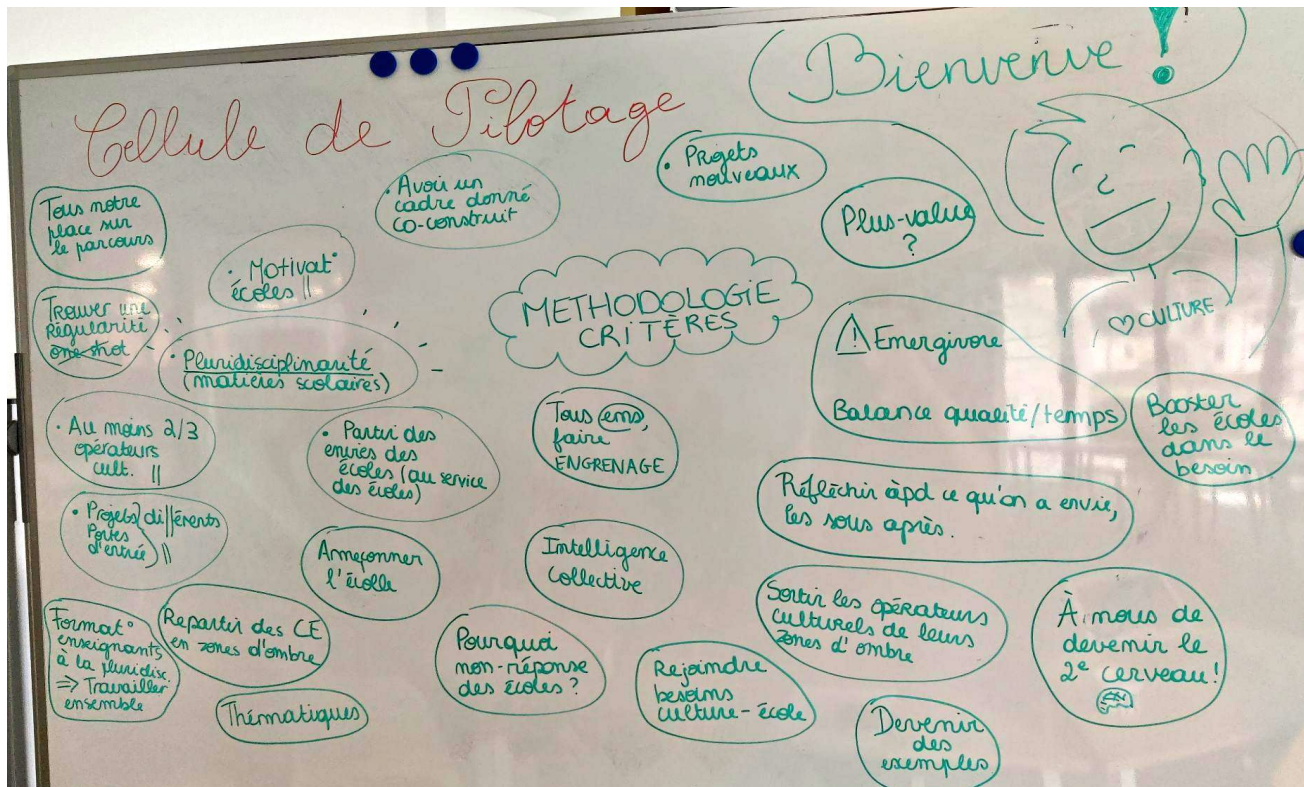 Cellule de Pilotage
Bienvenue !
• Avoir un
cadre donné
co-construit
• Projets
nouveaux
Tous notre
place sur
le parcours
Plus-value
?
• Motivat°
écoles ||
METHODOLOGIE
CRITÈRES
♡ CULTURE
Trouver une
Régularité
one-shot
• Pluridisciplinarité
(matières scolaires)
⚠ Energivore
Balance qualité/temps
Booster
les écoles
dans le
besoin
• Au moins 2/3
opérateurs
cult. ||
• Partir des
envies des
écoles (au service
des écoles)
Tous ens,
faire
ENGRENAGE
Réfléchir àpd ce qu'on a envie,
les sous après.
• Projets différents
Portes
d'entrée) ||
Ameçonner
l'écolle
Intelligence
collective
Sortir les opérateurs
culturels de leurs
zones d'ombre
À nous de
devenir le
2e cerveau !
Format°
enseignants
à la pluridisc.
⇒ Travailler
ensemble
Repartir des CE
en zones d'ombre
Pourquoi
non-réponse
des écoles ?
Rejoindre
besoins
culture-école
Thématiques
Devenir
des
exemples